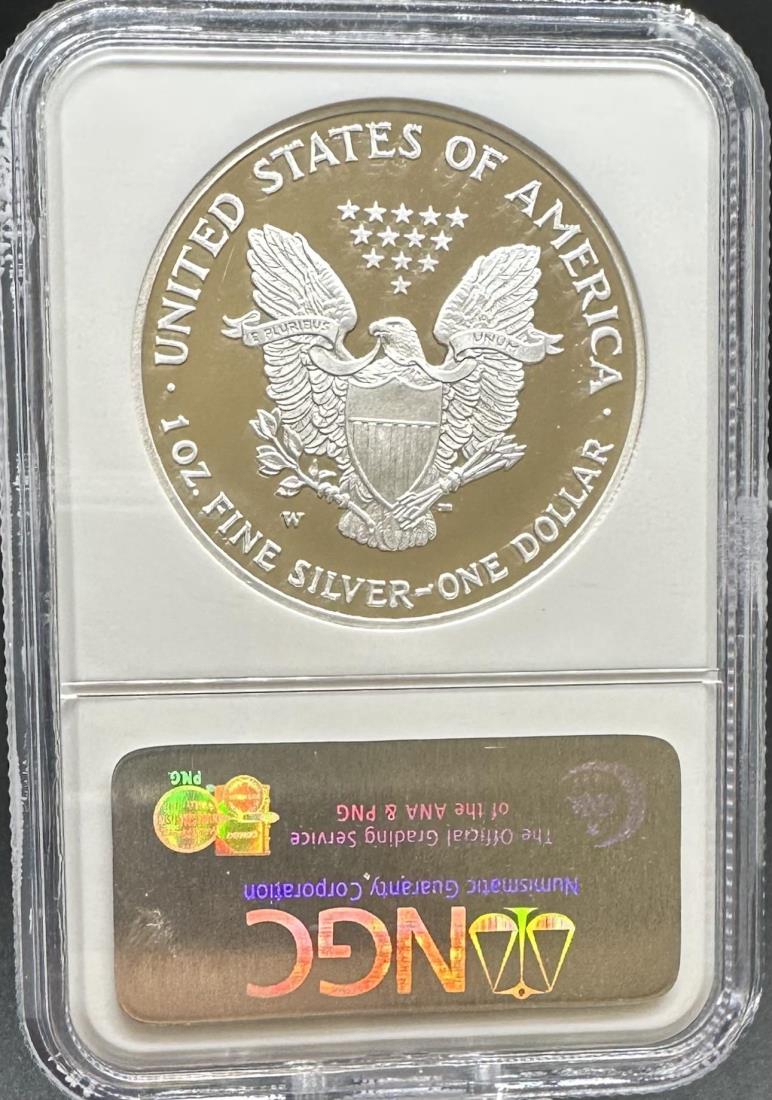 · UNITED STATES OF AMERICA ·
E PLURIBUS UNUM
W
1 OZ. FINE SILVER–ONE DOLLAR
NGC
Numismatic Guaranty Corporation
The Official Grading Service
of the ANA & PNG
PNG